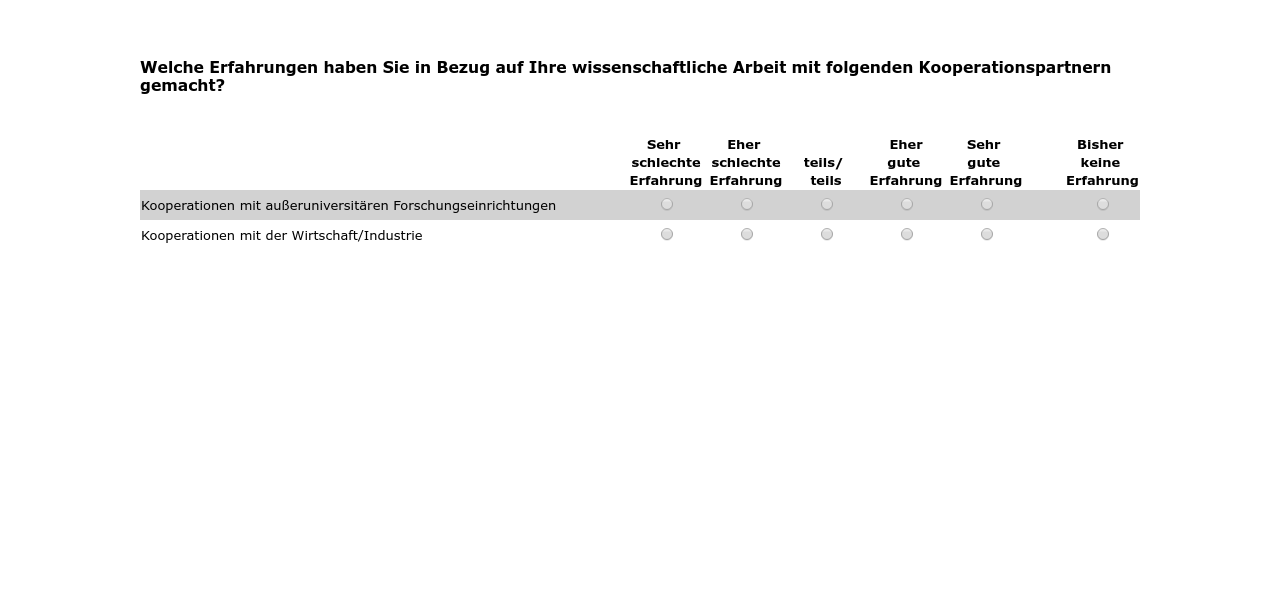 Welche Erfahrungen haben Sie in Bezug auf Ihre wissenschaftliche Arbeit mit folgenden Kooperationspartnern
gemacht?
Sehr Eher Eher Sehr Bisher
schlechte schlechte teils/ gute gute keine
Erfahrung Erfahrung teils Erfahrung Erfahrung Erfahrung
Kooperationen mit außeruniversitären Forschungseinrichtungen
Kooperationen mit der Wirtschaft/Industrie